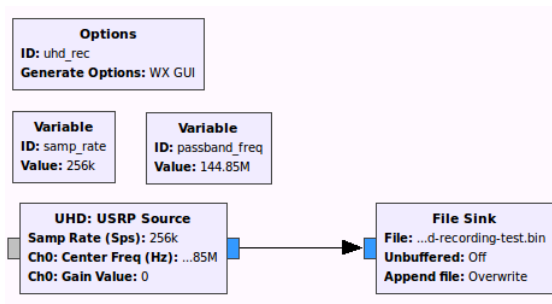 Options
ID: uhd_rec
Generate Options: WX GUI
Variable
ID: samp_rate
Value: 256k
Variable
ID: passband_freq
Value: 144.85M
UHD: USRP Source
Samp Rate (Sps): 256k
Ch0: Center Freq (Hz): ...85M
Ch0: Gain Value: 0
File Sink
File: ...d-recording-test.bin
Unbuffered: Off
Append file: Overwrite